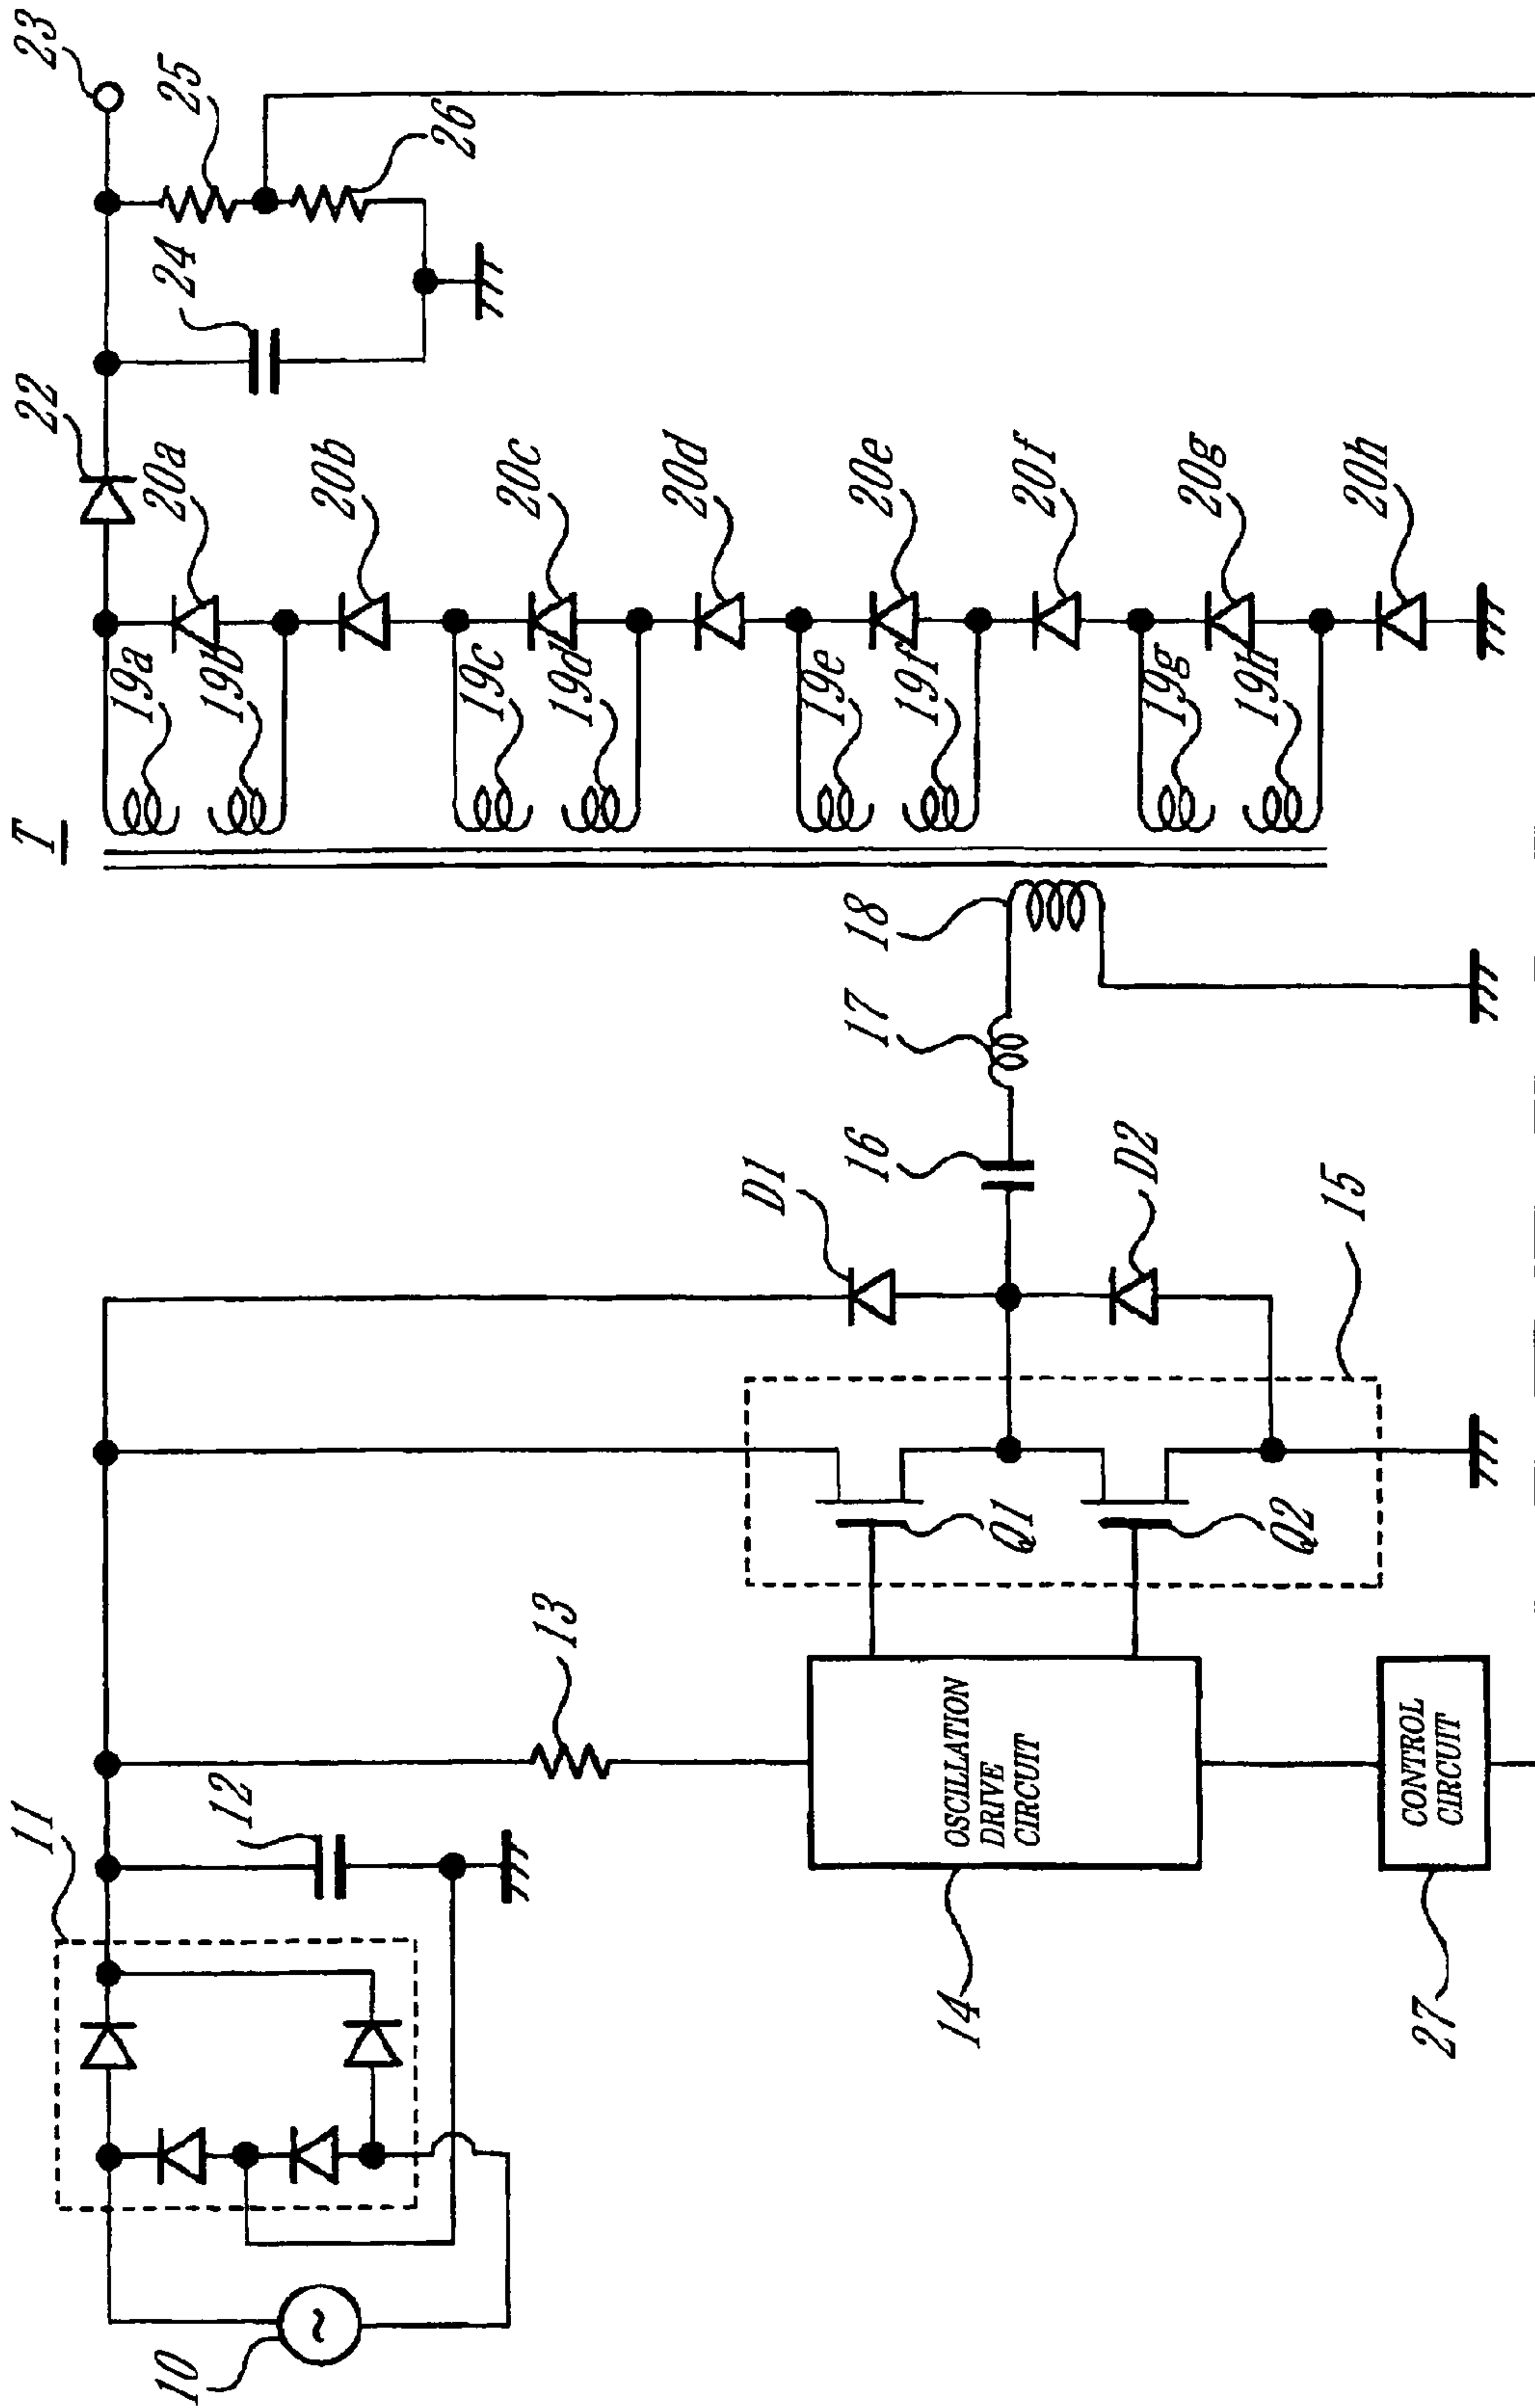 T
23
25
26
24
22
20a
20b
20c
20d
20e
20f
20g
20h
19a
19b
19c
19d
19e
19f
19g
19h
18
17
16
D1
D2
15
Q1
Q2
13
12
11
10
OSCILLATION
DRIVE
CIRCUIT
14
CONTROL
CIRCUIT
27